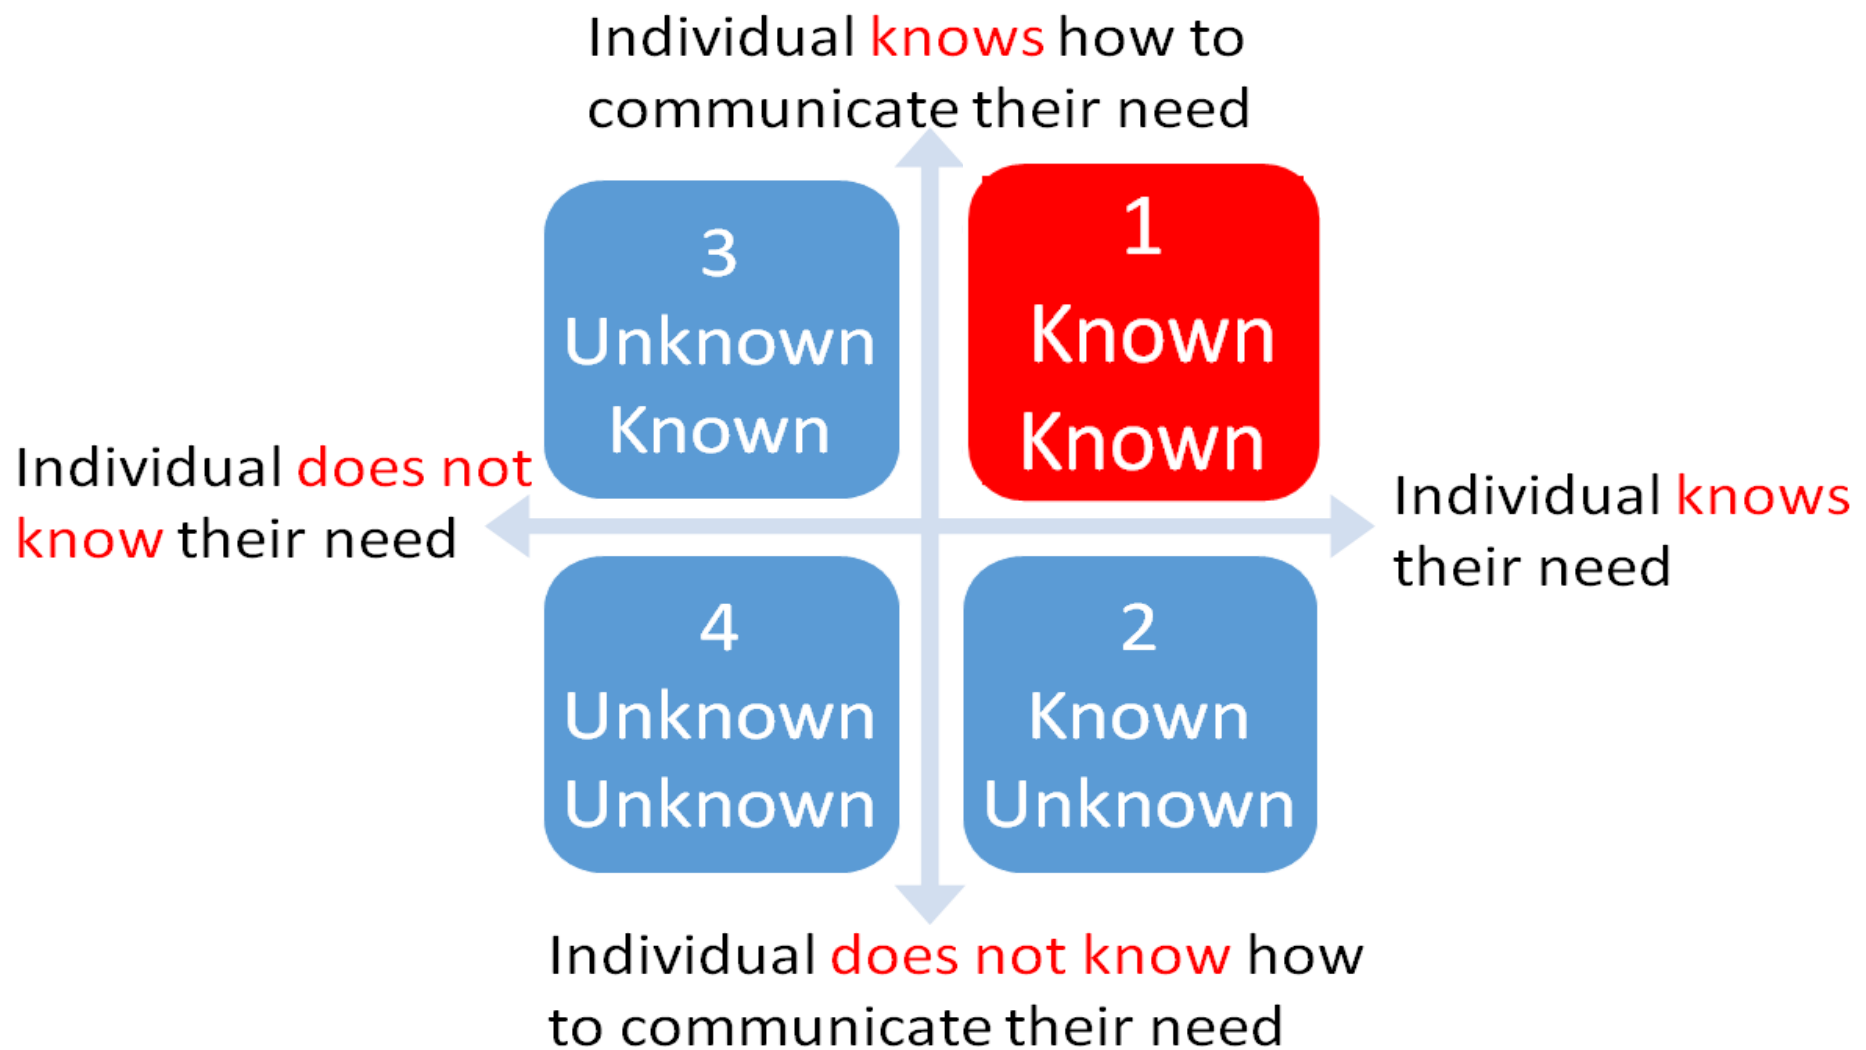 Individual knows how to
communicate their need
3
Unknown
Known
1
Known
Known
Individual does not
know their need
Individual knows
their need
4
Unknown
Unknown
2
Known
Unknown
Individual does not know how
to communicate their need